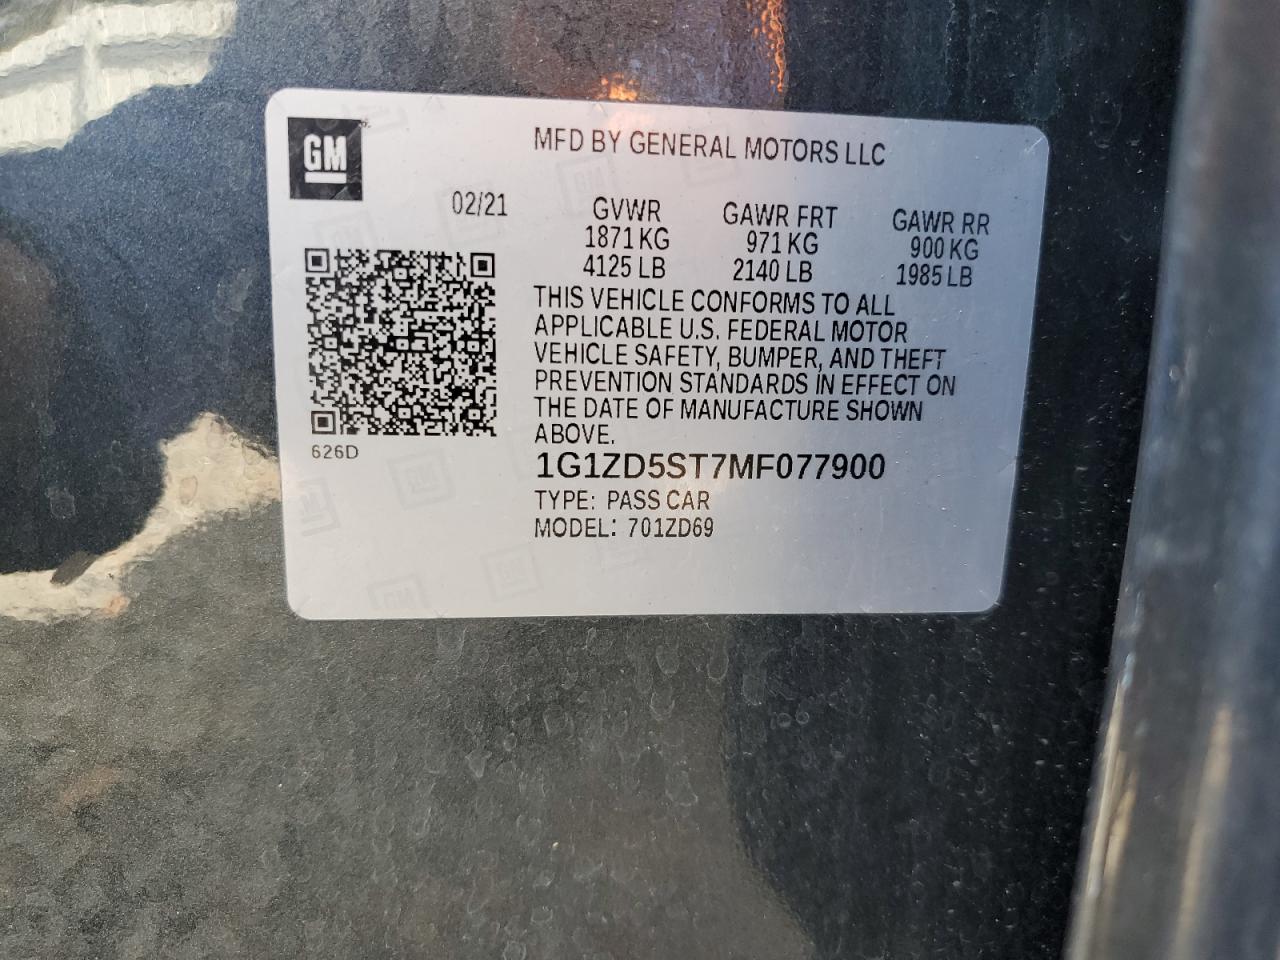 GM
MFD BY GENERAL MOTORS LLC
02/21
GVWR GAWR FRT GAWR RR
1871 KG 971 KG 900 KG
4125 LB 2140 LB 1985 LB
THIS VEHICLE CONFORMS TO ALL
APPLICABLE U.S. FEDERAL MOTOR
VEHICLE SAFETY, BUMPER, AND THEFT
PREVENTION STANDARDS IN EFFECT ON
THE DATE OF MANUFACTURE SHOWN
ABOVE.
626D
1G1ZD5ST7MF077900
TYPE: PASS CAR
MODEL: 701ZD69